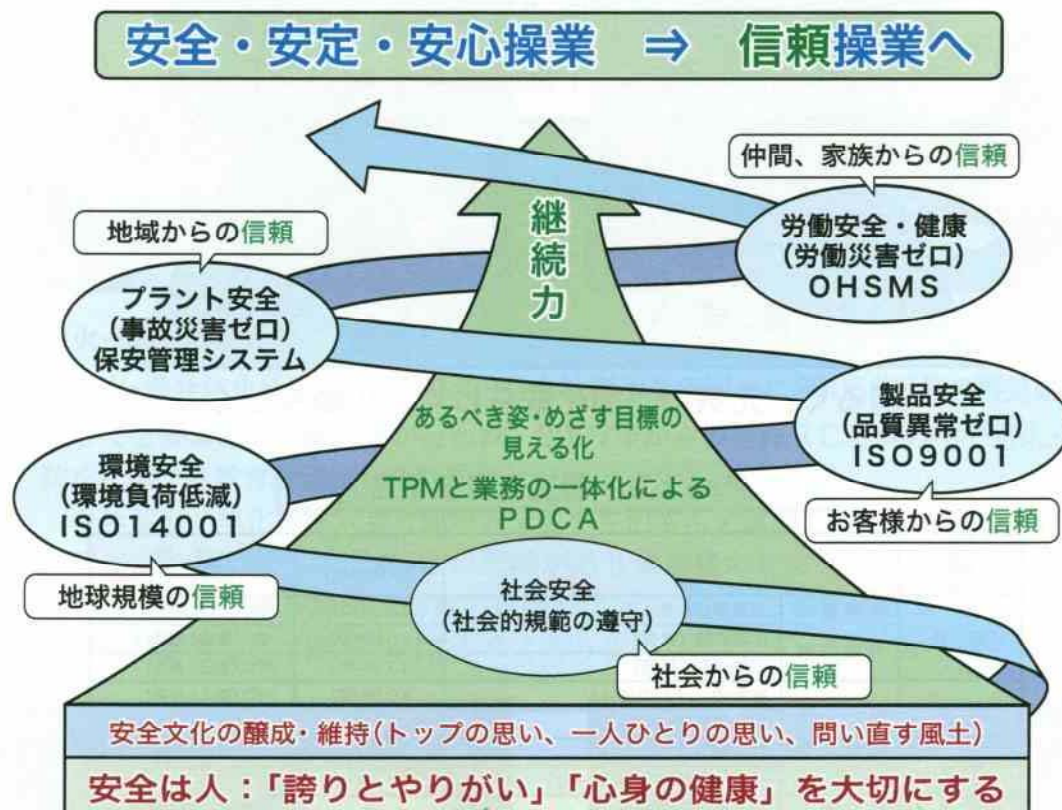 安全・安定・安心操業 ⇒ 信頼操業へ
仲間、家族からの信頼
労働安全・健康
(労働災害ゼロ)
OHSMS
地域からの信頼
プラント安全
(事故災害ゼロ)
保安管理システム
継続力
製品安全
(品質異常ゼロ)
ISO9001
お客様からの信頼
あるべき姿・めざす目標の
見える化
TPMと業務の一体化による
PDCA
環境安全
(環境負荷低減)
ISO14001
地球規模の信頼
社会安全
(社会的規範の遵守)
社会からの信頼
安全文化の醸成・維持(トップの思い、一人ひとりの思い、問い直す風土)
安全は人:「誇りとやりがい」「心身の健康」を大切にする